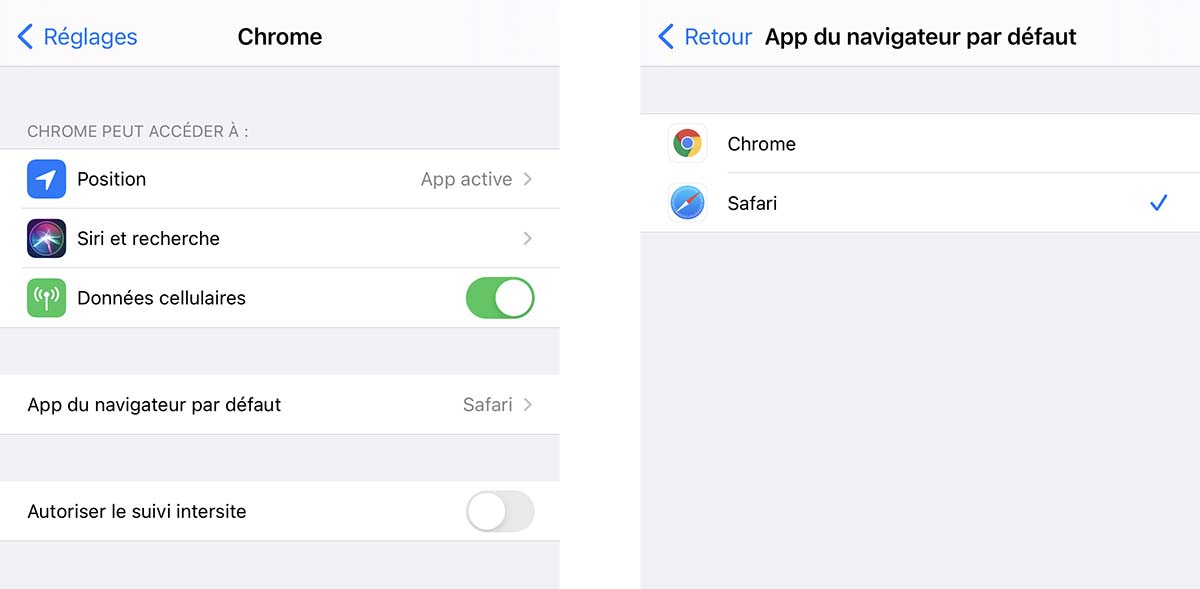 Réglages
Chrome
CHROME PEUT ACCÉDER À :
Position
App active
Siri et recherche
Données cellulaires
App du navigateur par défaut
Safari
Autoriser le suivi intersite
Retour
App du navigateur par défaut
Chrome
Safari